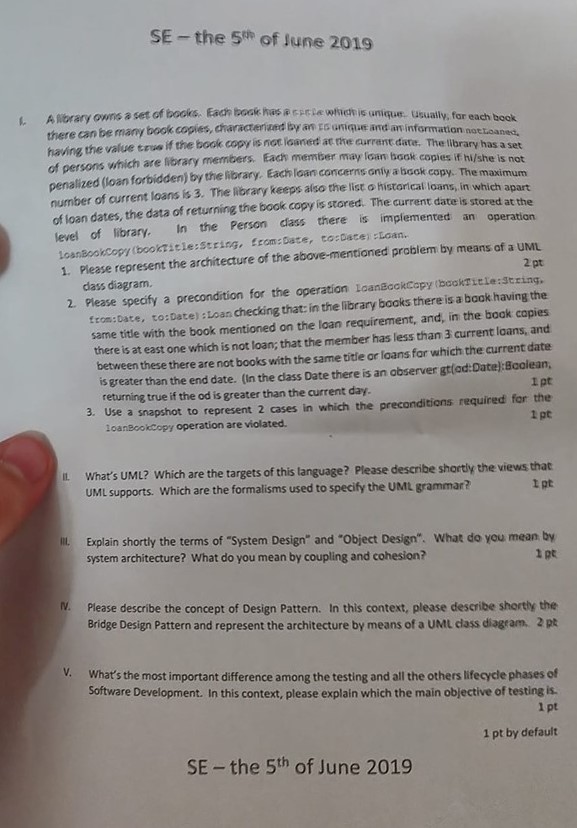 SE – the 5th of June 2019
I. A library owns a set of books. Each book has a title which is unique. Usually, for each book
there can be many book copies, characterized by an id unique and an information notLoaned,
having the value true if the book copy is not loaned at the current date. The library has a set
of persons which are library members. Each member may loan book copies if hi/she is not
penalized (loan forbidden) by the library. Each loan concerns only a book copy. The maximum
number of current loans is 3. The library keeps also the list o historical loans, in which apart
of loan dates, the data of returning the book copy is stored. The current date is stored at the
level of library. In the Person class there is implemented an operation
loanBookCopy(bookTitle:String, from:Date, to:Date):Loan.
1. Please represent the architecture of the above-mentioned problem by means of a UML
class diagram. 2 pt
2. Please specify a precondition for the operation loanBookCopy(bookTitle:String,
from:Date, to:Date):Loan checking that: in the library books there is a book having the
same title with the book mentioned on the loan requirement, and, in the book copies
there is at east one which is not loan; that the member has less than 3 current loans, and
between these there are not books with the same title or loans for which the current date
is greater than the end date. (In the class Date there is an observer gt(od:Date):Boolean,
returning true if the od is greater than the current day. 1 pt
3. Use a snapshot to represent 2 cases in which the preconditions required for the
loanBookCopy operation are violated. 1 pt
II. What's UML? Which are the targets of this language? Please describe shortly the views that
UML supports. Which are the formalisms used to specify the UML grammar? 1 pt
III. Explain shortly the terms of "System Design" and "Object Design". What do you mean by
system architecture? What do you mean by coupling and cohesion? 1 pt
IV. Please describe the concept of Design Pattern. In this context, please describe shortly the
Bridge Design Pattern and represent the architecture by means of a UML class diagram. 2 pt
V. What's the most important difference among the testing and all the others lifecycle phases of
Software Development. In this context, please explain which the main objective of testing is.
1 pt
1 pt by default
SE – the 5th of June 2019